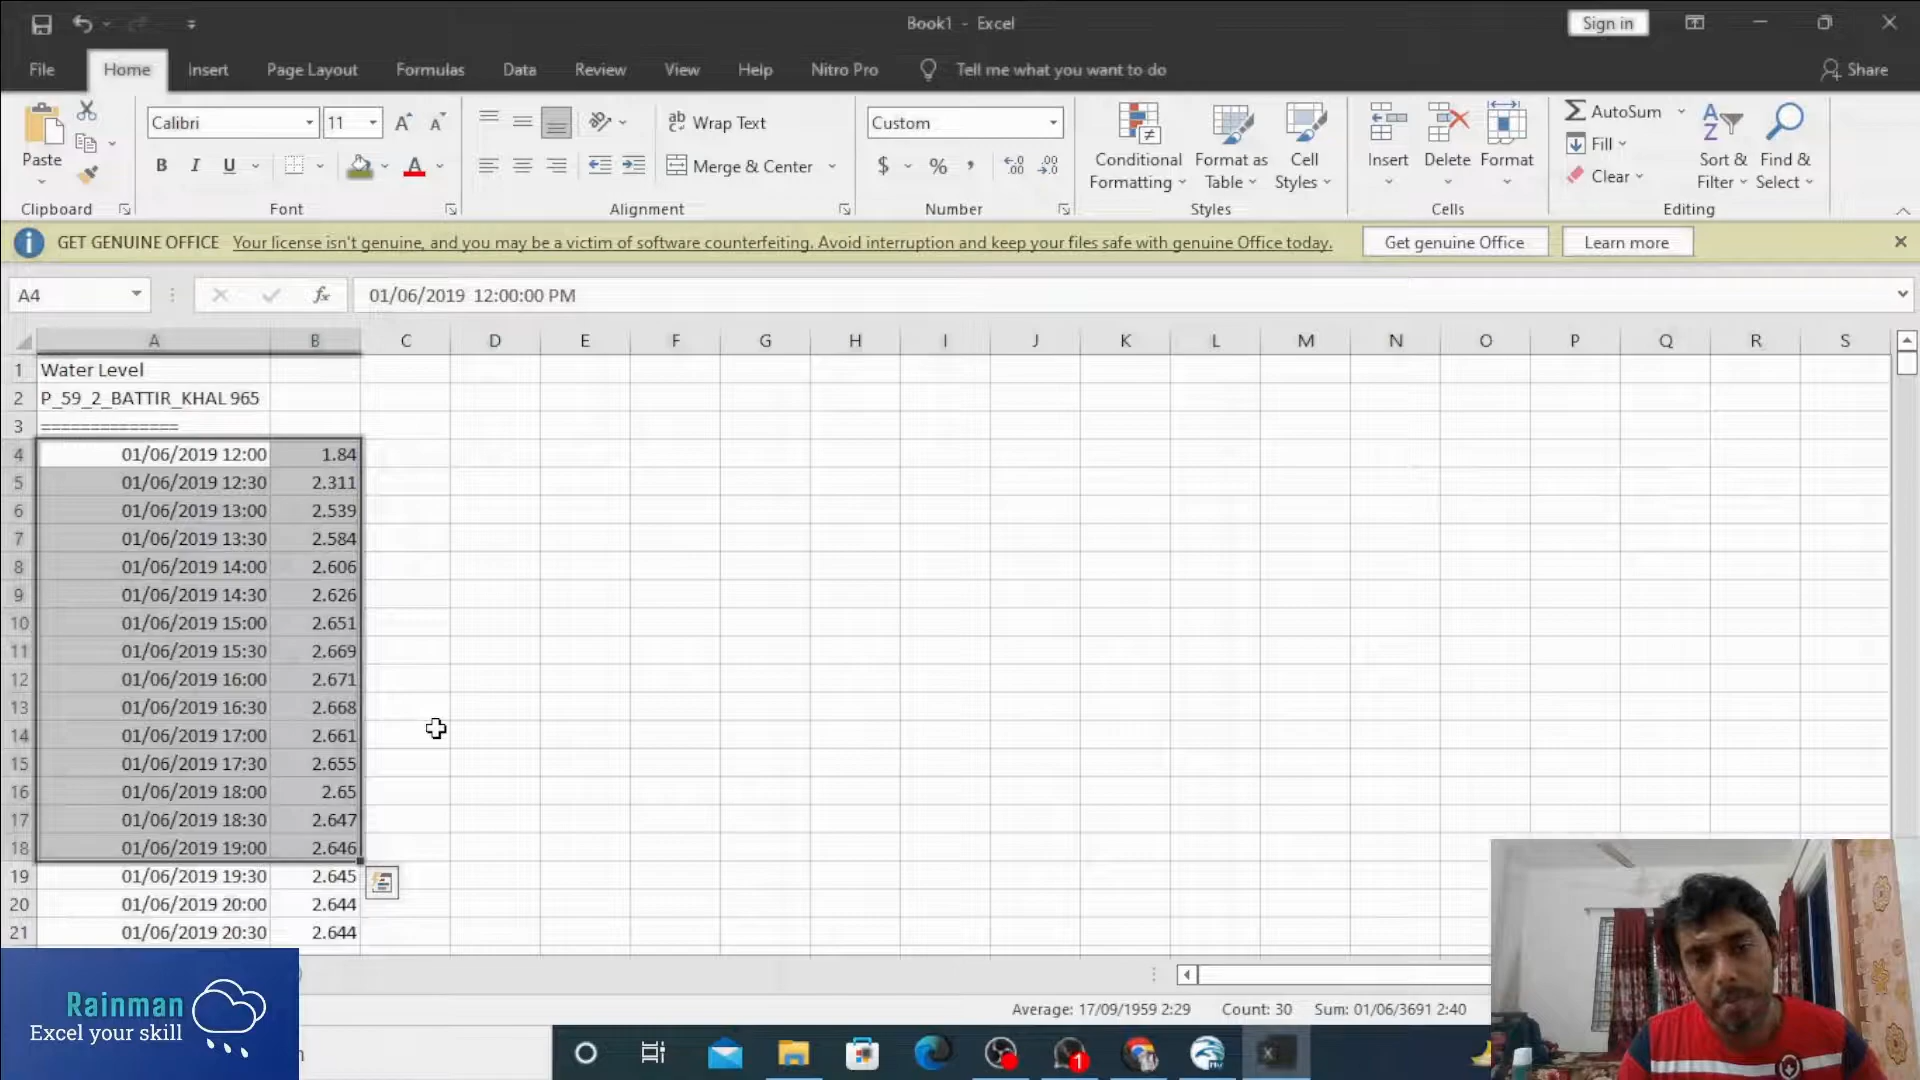 Book1 - Excel
Sign in
File Home Insert Page Layout Formulas Data Review View Help Nitro Pro Tell me what you want to do Share
Paste
Clipboard
Calibri 11
B I U
Font
ab Wrap Text
Merge & Center
Alignment
Custom
$ % ,
Number
Conditional Formatting
Format as Table
Cell Styles
Styles
Insert Delete Format
Cells
AutoSum
Fill
Clear
Sort & Filter
Find & Select
Editing
GET GENUINE OFFICE Your license isn't genuine, and you may be a victim of software counterfeiting. Avoid interruption and keep your files safe with genuine Office today. Get genuine Office Learn more
A4 fx 01/06/2019 12:00:00 PM
A B C D E F G H I J K L M N O P Q R S
1 Water Level
2 P_59_2_BATTIR_KHAL 965
3 ==============
4 01/06/2019 12:00 1.84
5 01/06/2019 12:30 2.311
6 01/06/2019 13:00 2.539
7 01/06/2019 13:30 2.584
8 01/06/2019 14:00 2.606
9 01/06/2019 14:30 2.626
10 01/06/2019 15:00 2.651
11 01/06/2019 15:30 2.669
12 01/06/2019 16:00 2.671
13 01/06/2019 16:30 2.668
14 01/06/2019 17:00 2.661
15 01/06/2019 17:30 2.655
16 01/06/2019 18:00 2.65
17 01/06/2019 18:30 2.647
18 01/06/2019 19:00 2.646
19 01/06/2019 19:30 2.645
20 01/06/2019 20:00 2.644
21 01/06/2019 20:30 2.644
Average: 17/09/1959 2:29 Count: 30 Sum: 01/06/3691 2:40
Rainman
Excel your skill
1